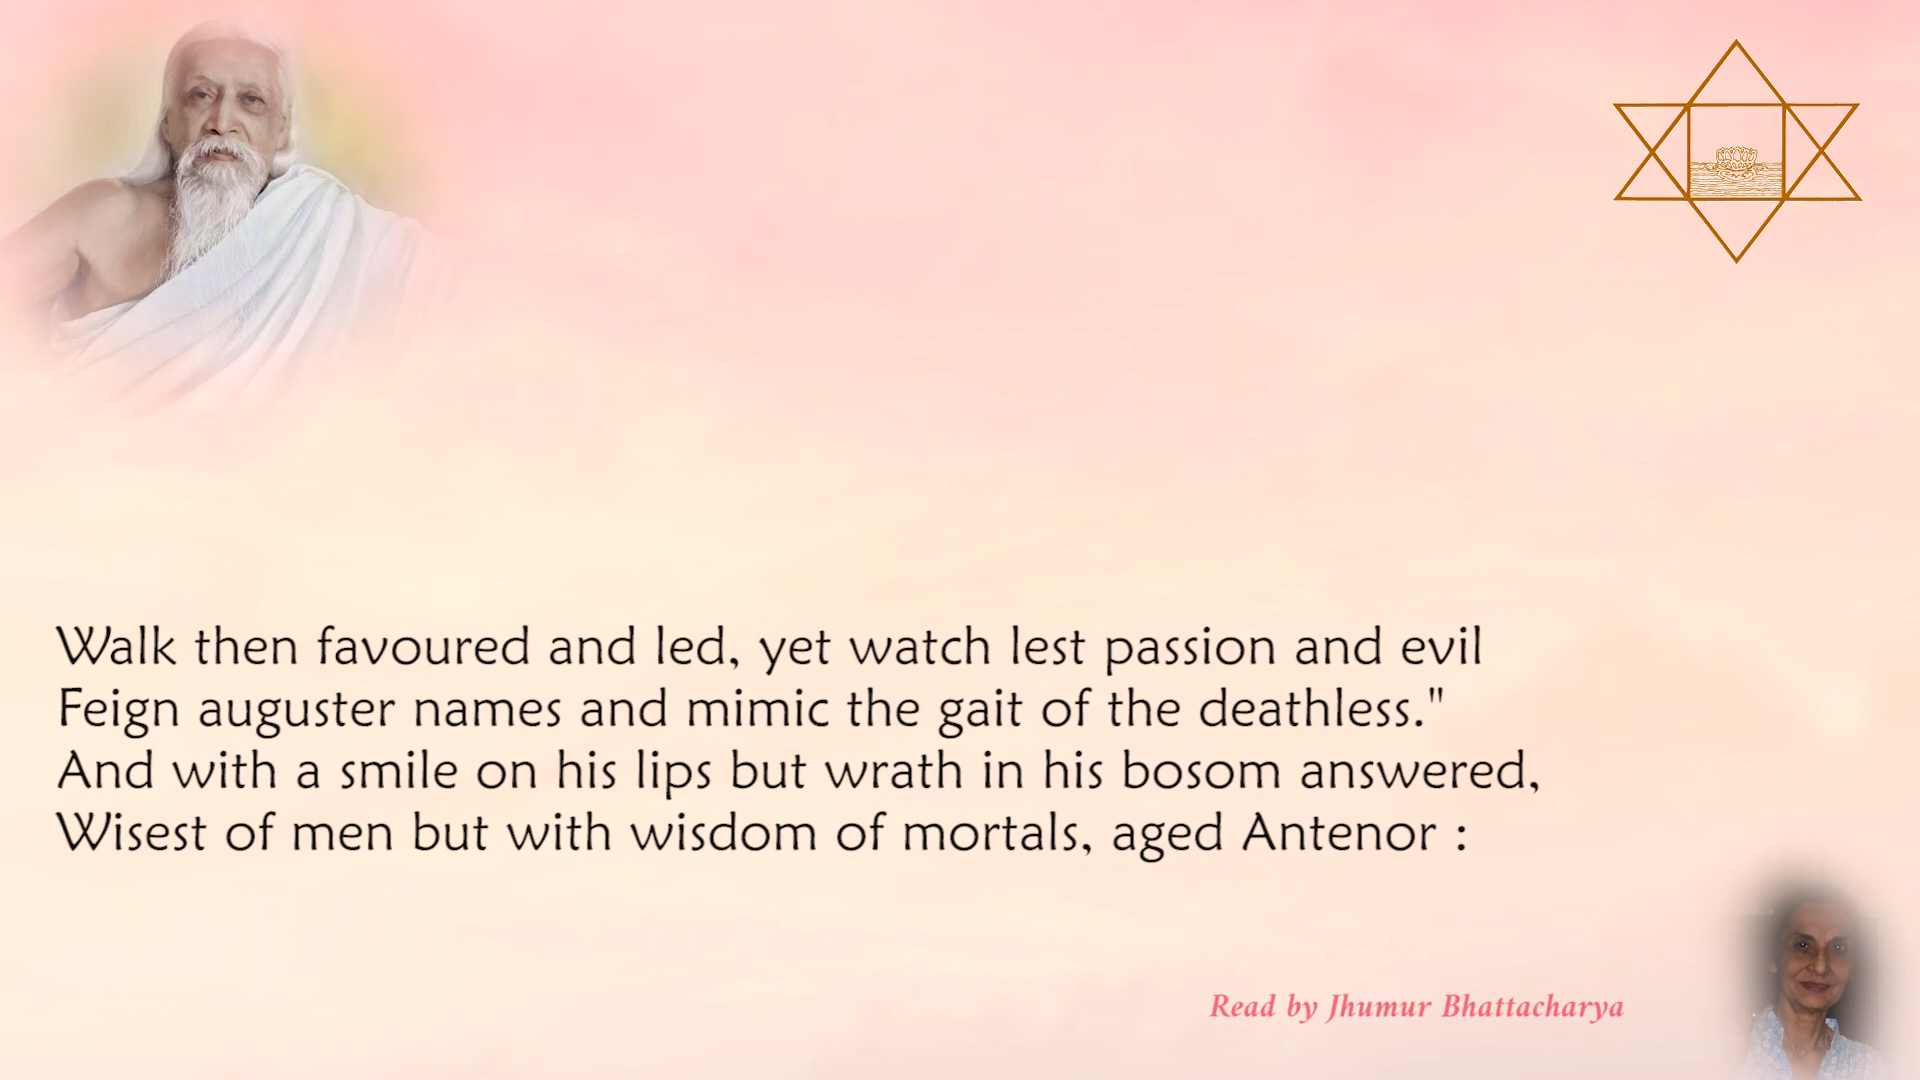 Walk then favoured and led, yet watch lest passion and evil
Feign auguster names and mimic the gait of the deathless."
And with a smile on his lips but wrath in his bosom answered,
Wisest of men but with wisdom of mortals, aged Antenor :
Read by Jhumur Bhattacharya